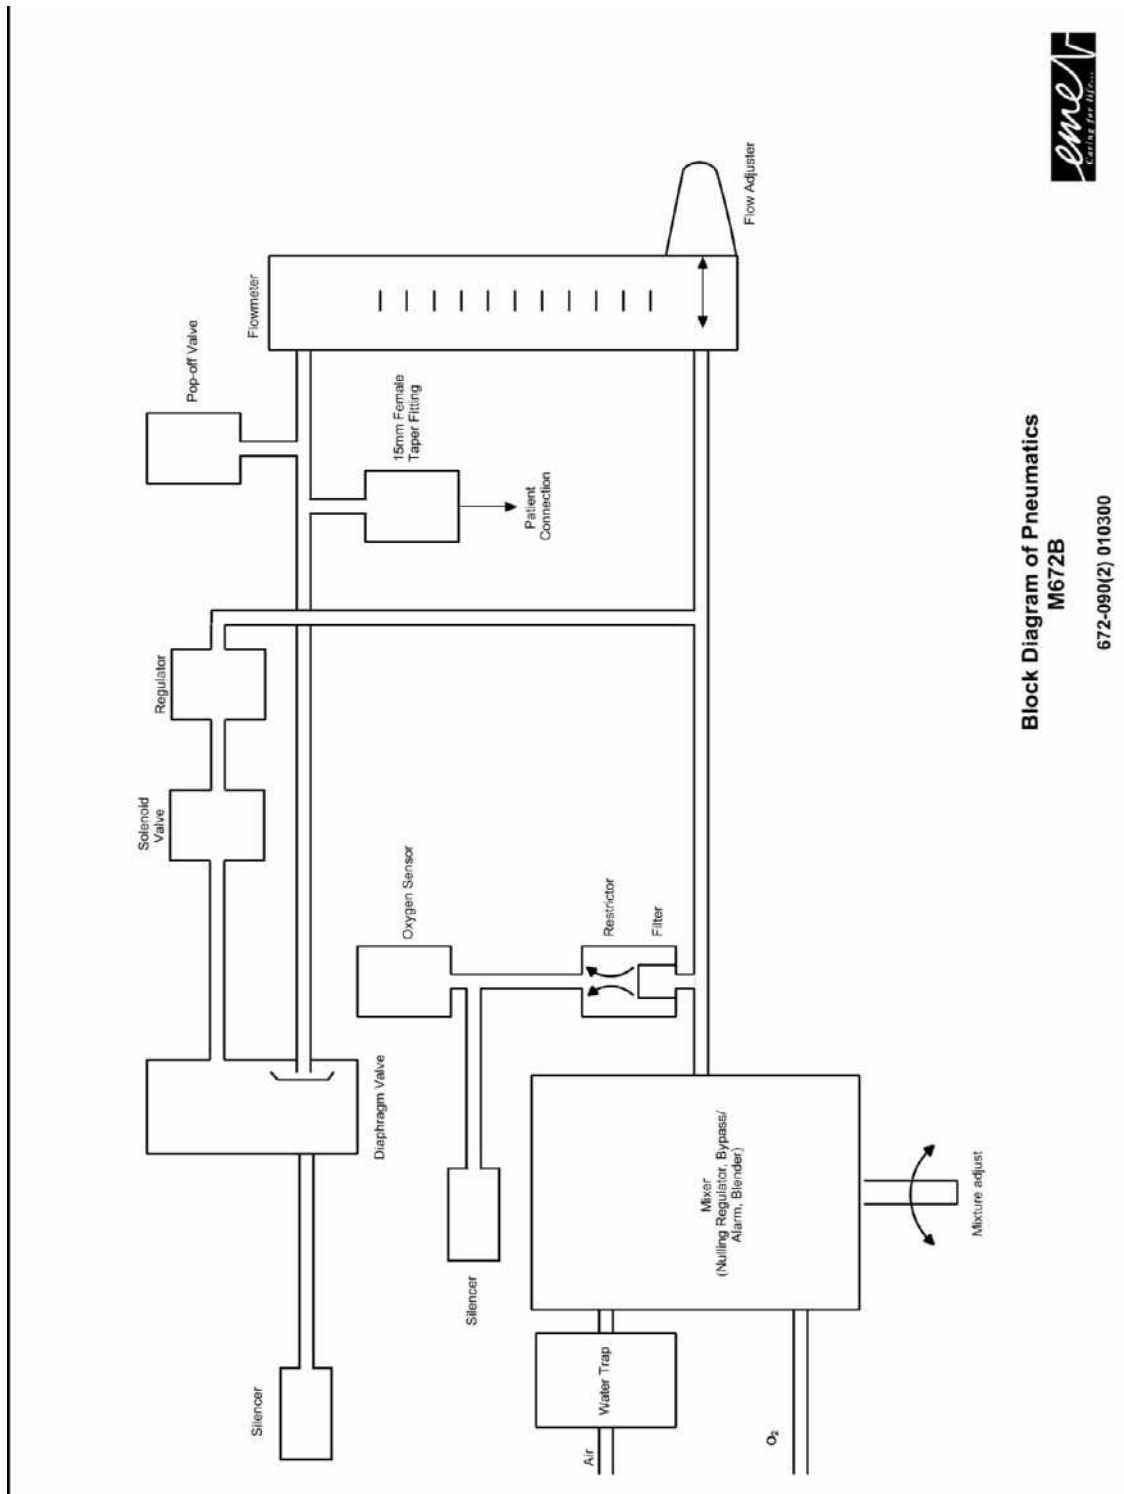 eme
Caring for life...
Pop-off Valve
Flowmeter
Flow Adjuster
15mm Female
Taper Fitting
Patient
Connection
Regulator
Solenoid
Valve
Oxygen Sensor
Restrictor
Filter
Diaphragm Valve
Mixer
(Nulling Regulator, Bypass/
Alarm, Blender)
Mixture adjust
Silencer
Silencer
Water Trap
Air
O₂
Block Diagram of Pneumatics
M672B
672-090(2) 010300